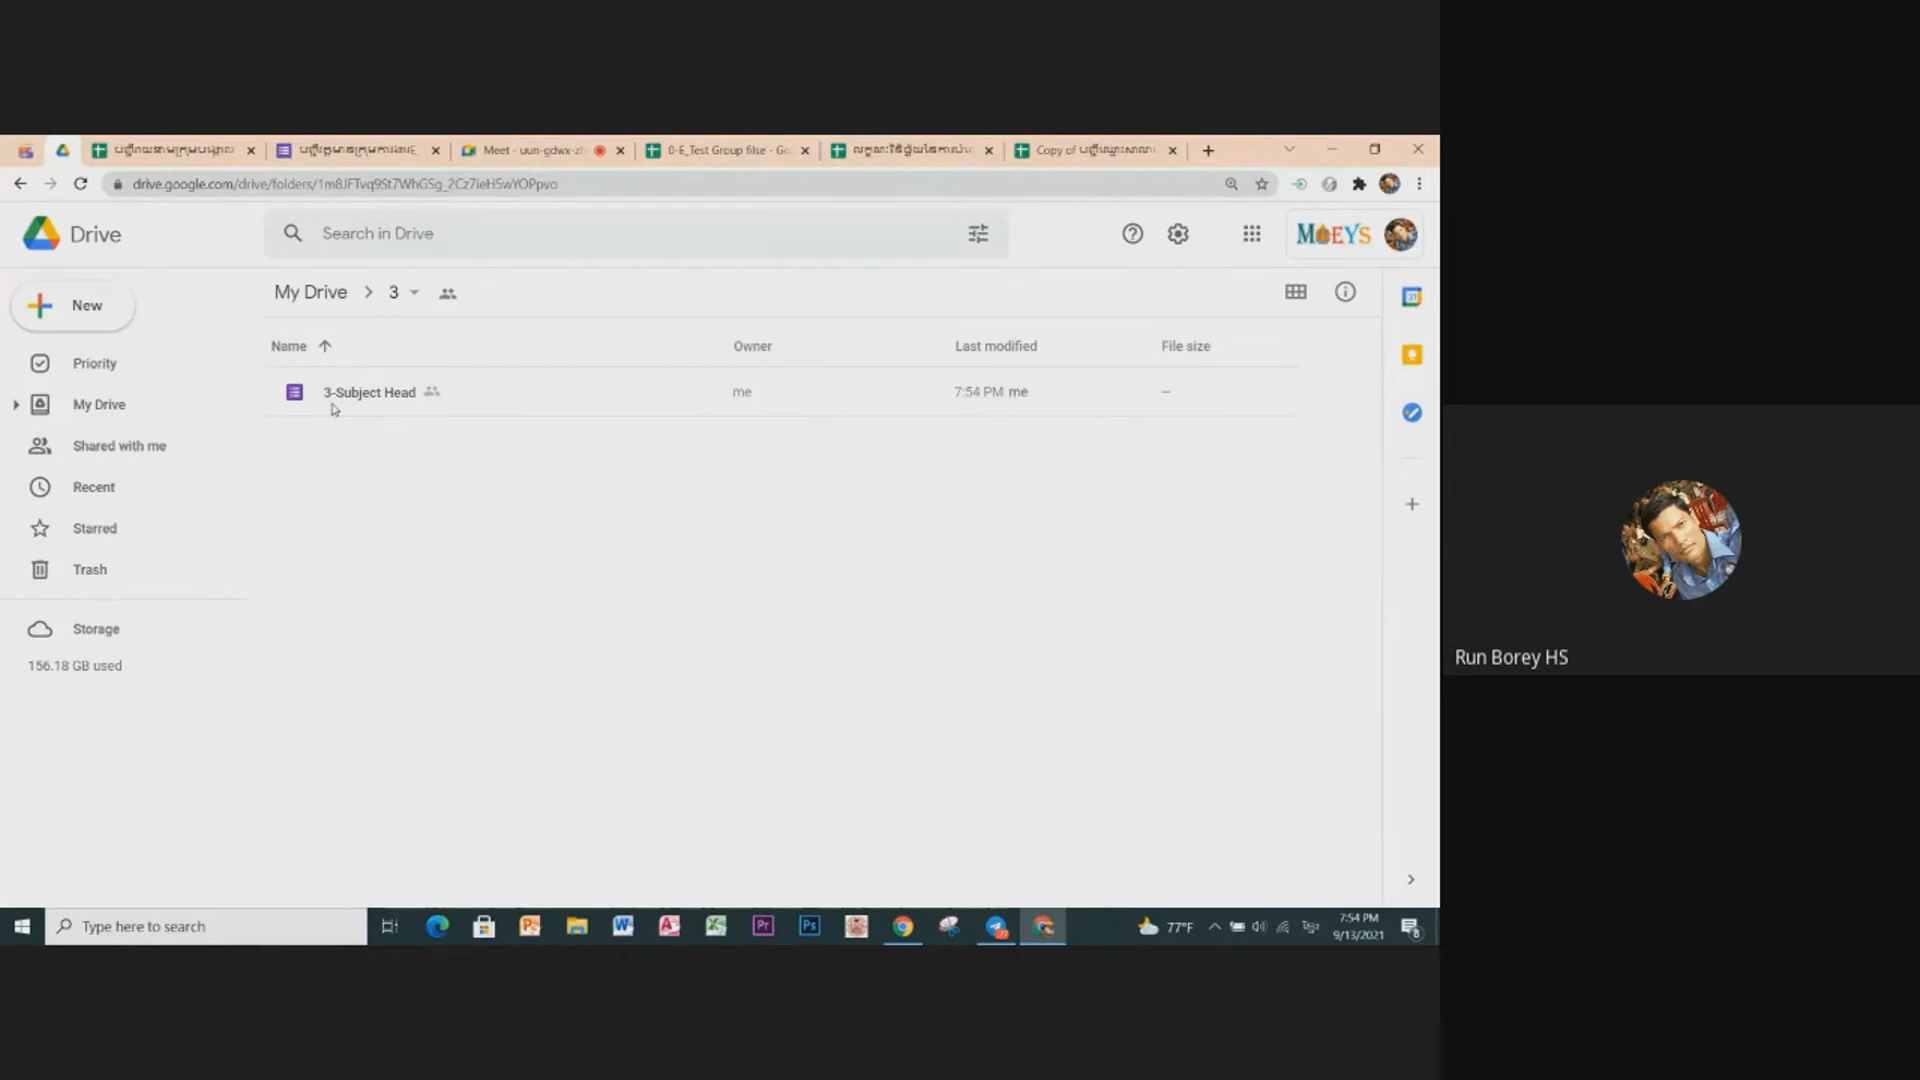 Meet - uun-gdwx-zh
0-E_Test Group filse - Go
Copy of
drive.google.com/drive/folders/1m8JFTvq9St7WhGSg_2Cz7ieH5wYOPpvo
Drive
Search in Drive
MOEYS
New
My Drive
3
Name
Owner
Last modified
File size
3-Subject Head
me
7:54 PM me
–
Priority
My Drive
Shared with me
Recent
Starred
Trash
Storage
156.18 GB used
Run Borey HS
Type here to search
77°F
7:54 PM
9/13/2021
8